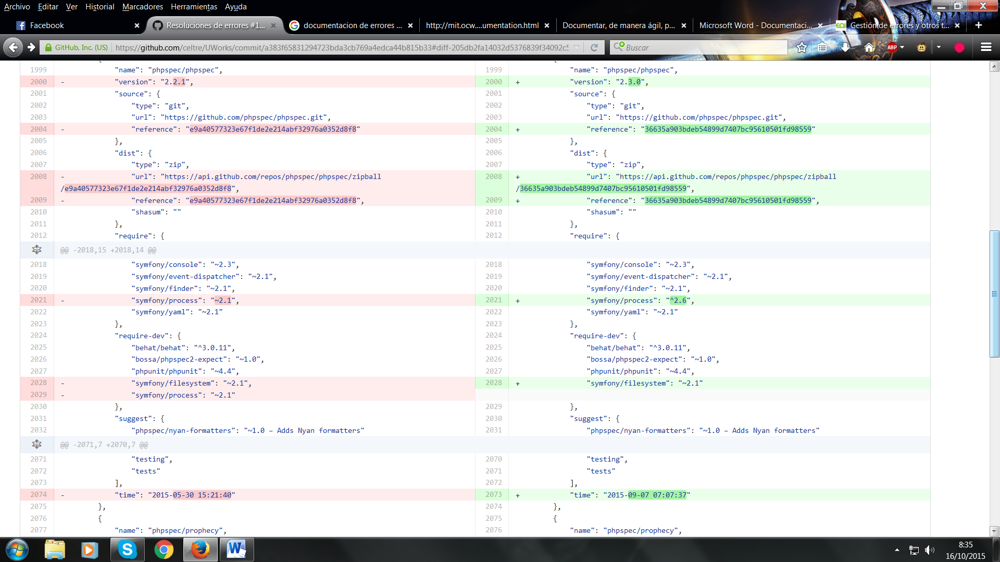 Archivo Editar Ver Historial Marcadores Herramientas Ayuda
Facebook Resoluciones de errores #1... documentacion de errores ... http://mit.ocw....umentation.html Documentar, de manera ágil, p... Microsoft Word - Documentaci... EOI Gestión de errores y otros t...
GitHub, Inc. (US) https://github.com/celtre/UWorks/commit/a383f65831294723bda3cb769a4edca44b815b33#diff-205db2fa14032d5376839f34092c5 Buscar ABP
1999 "name": "phpspec/phpspec", 1999 "name": "phpspec/phpspec",
2000 - "version": "2.2.1", 2000 + "version": "2.3.0",
2001 "source": { 2001 "source": {
2002 "type": "git", 2002 "type": "git",
2003 "url": "https://github.com/phpspec/phpspec.git", 2003 "url": "https://github.com/phpspec/phpspec.git",
2004 - "reference": "e9a40577323e67f1de2e214abf32976a0352d8f8" 2004 + "reference": "36635a903bdeb54899d7407bc95610501fd98559"
2005 }, 2005 },
2006 "dist": { 2006 "dist": {
2007 "type": "zip", 2007 "type": "zip",
2008 - "url": "https://api.github.com/repos/phpspec/phpspec/zipball 2008 + "url": "https://api.github.com/repos/phpspec/phpspec/zipball
/e9a40577323e67f1de2e214abf32976a0352d8f8", /36635a903bdeb54899d7407bc95610501fd98559",
2009 - "reference": "e9a40577323e67f1de2e214abf32976a0352d8f8", 2009 + "reference": "36635a903bdeb54899d7407bc95610501fd98559",
2010 "shasum": "" 2010 "shasum": ""
2011 }, 2011 },
2012 "require": { 2012 "require": {
@@ -2018,15 +2018,14 @@
2018 "symfony/console": "~2.3", 2018 "symfony/console": "~2.3",
2019 "symfony/event-dispatcher": "~2.1", 2019 "symfony/event-dispatcher": "~2.1",
2020 "symfony/finder": "~2.1", 2020 "symfony/finder": "~2.1",
2021 - "symfony/process": "~2.1", 2021 + "symfony/process": "^2.6",
2022 "symfony/yaml": "~2.1" 2022 "symfony/yaml": "~2.1"
2023 }, 2023 },
2024 "require-dev": { 2024 "require-dev": {
2025 "behat/behat": "^3.0.11", 2025 "behat/behat": "^3.0.11",
2026 "bossa/phpspec2-expect": "~1.0", 2026 "bossa/phpspec2-expect": "~1.0",
2027 "phpunit/phpunit": "~4.4", 2027 "phpunit/phpunit": "~4.4",
2028 - "symfony/filesystem": "~2.1", 2028 + "symfony/filesystem": "~2.1"
2029 - "symfony/process": "~2.1"
2030 }, 2029 },
2031 "suggest": { 2030 "suggest": {
2032 "phpspec/nyan-formatters": "~1.0 – Adds Nyan formatters" 2031 "phpspec/nyan-formatters": "~1.0 – Adds Nyan formatters"
@@ -2071,7 +2070,7 @@
2071 "testing", 2070 "testing",
2072 "tests" 2071 "tests"
2073 ], 2072 ],
2074 - "time": "2015-05-30 15:21:40" 2073 + "time": "2015-09-07 07:07:37"
2075 }, 2074 },
2076 { 2075 {
2077 "name": "phpspec/prophecy", 2076 "name": "phpspec/prophecy",
8:35
16/10/2015